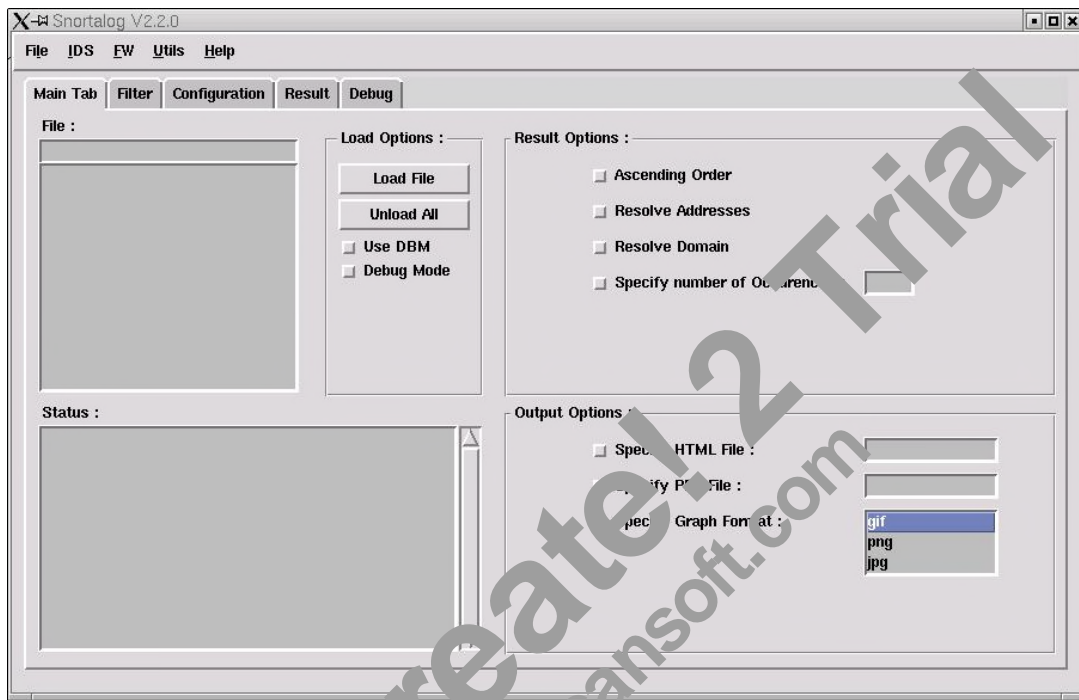 Snortalog V2.2.0
File IDS FW Utils Help
Main Tab Filter Configuration Result Debug
File :
Load Options :
Load File
Unload All
Use DBM
Debug Mode
Result Options :
Ascending Order
Resolve Addresses
Resolve Domain
Specify number of
Status :
Output Options :
HTML File :
File :
Graph Format :
gif
png
jpg
reate! 2 Trial
ansoft.com